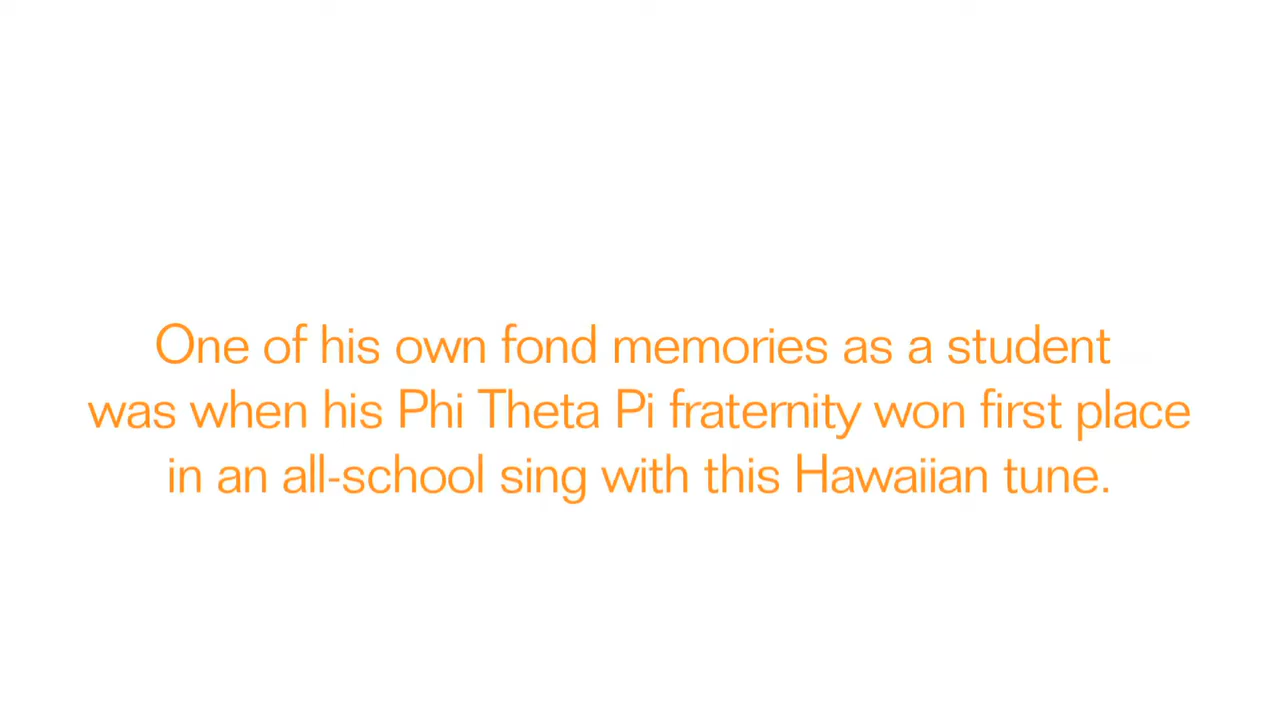 One of his own fond memories as a student
was when his Phi Theta Pi fraternity won first place
in an all-school sing with this Hawaiian tune.